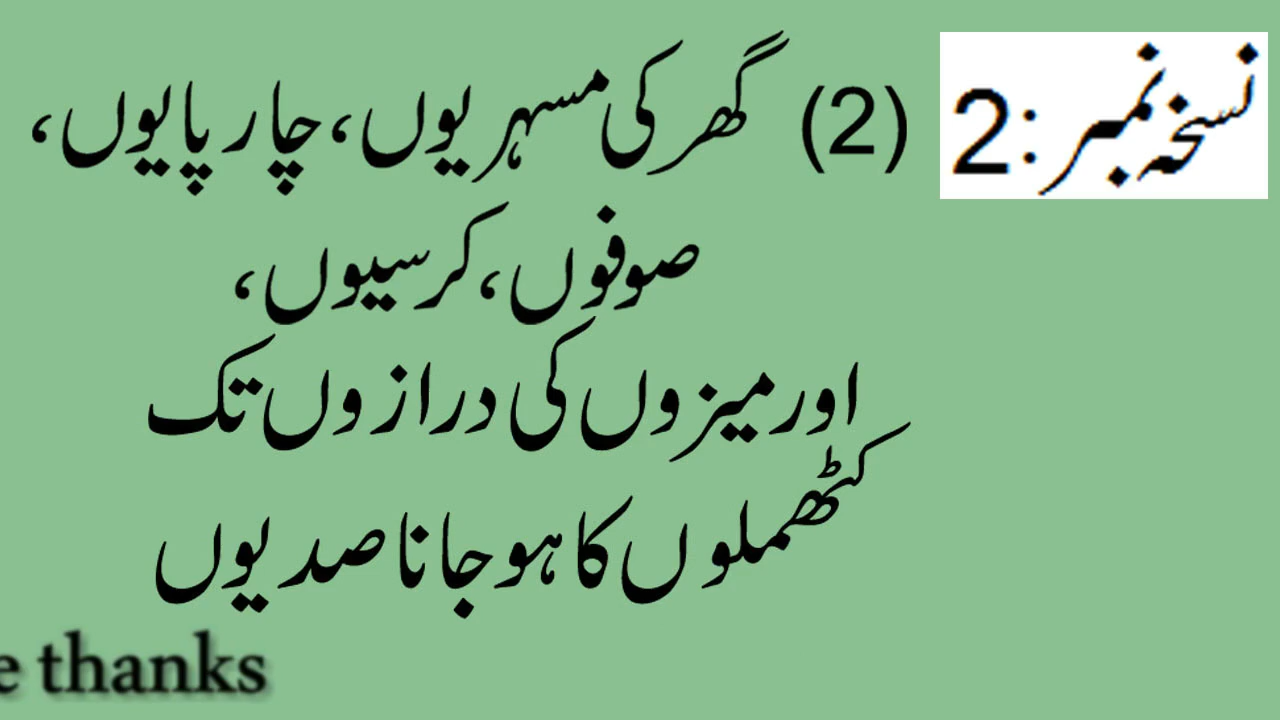 نسخہ نمبر:2
(2) گھر کی مسہریوں، چارپایوں،
صوفوں، کرسیوں،
اور میزوں کی درازوں تک
کٹھملوں کا ہو جانا صدیوں
e thanks